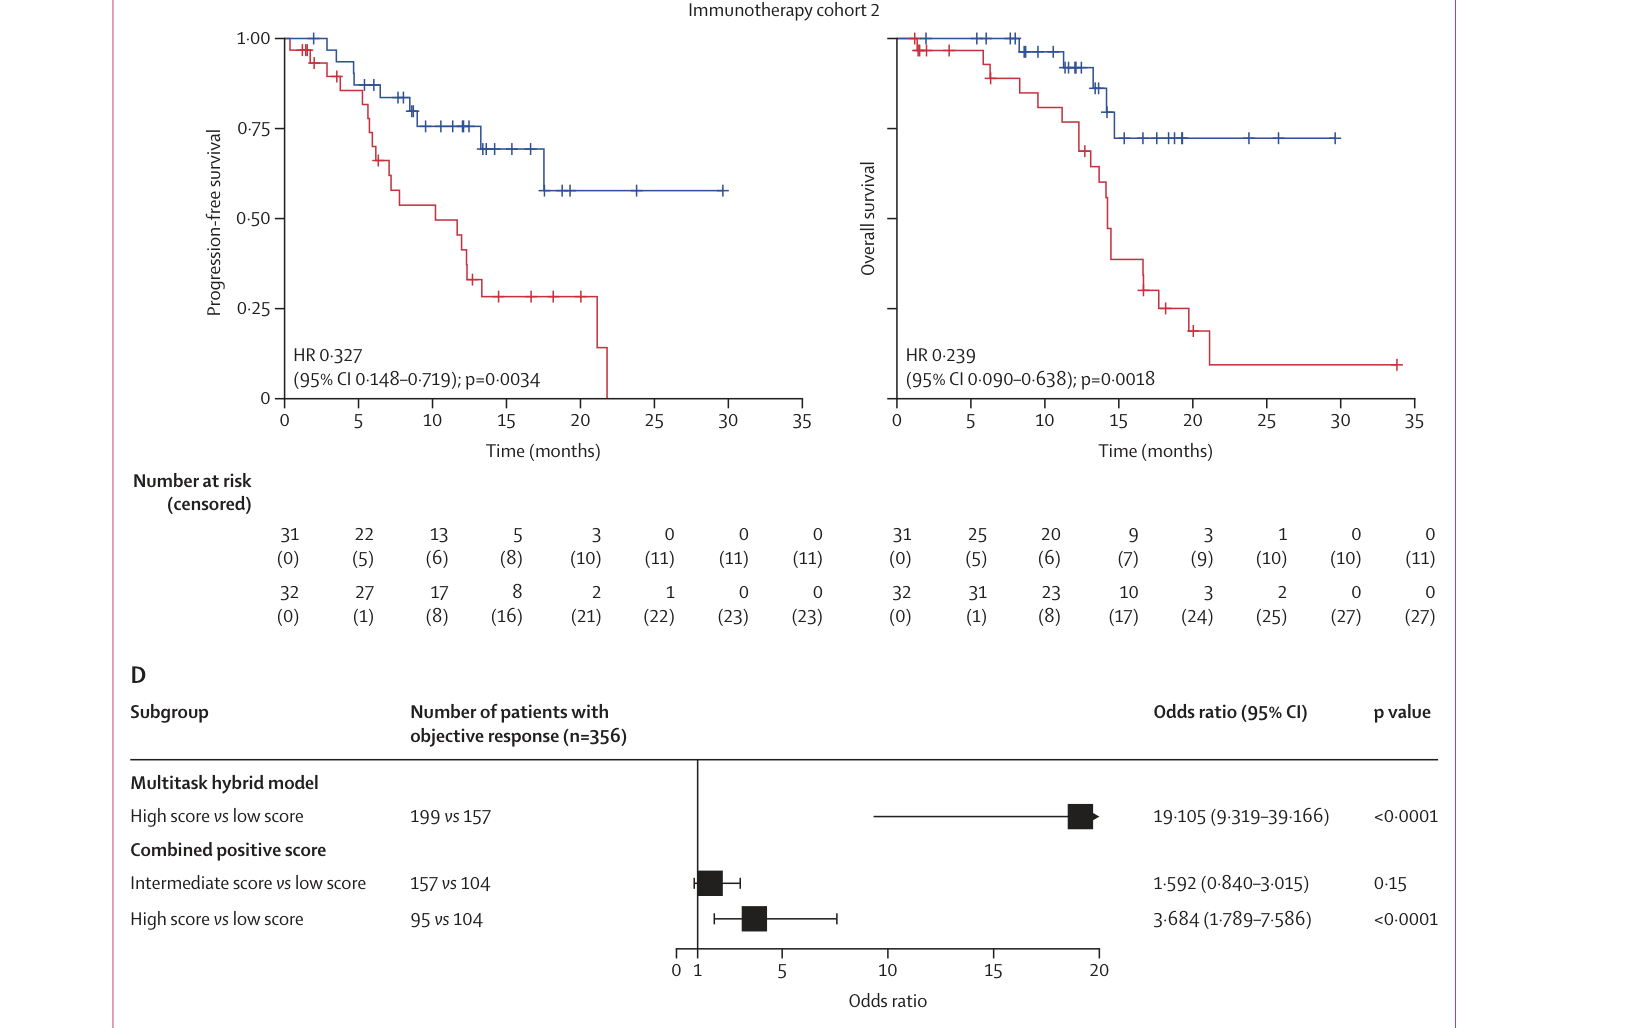 Immunotherapy cohort 2
Progression-free survival
1·00
0·75
0·50
0·25
0
HR 0·327
(95% CI 0·148–0·719); p=0·0034
0 5 10 15 20 25 30 35
Time (months)
Overall survival
HR 0·239
(95% CI 0·090–0·638); p=0·0018
0 5 10 15 20 25 30 35
Time (months)
Number at risk
(censored)
31 22 13 5 3 0 0 0 31 25 20 9 3 1 0 0
(0) (5) (6) (8) (10) (11) (11) (11) (0) (5) (6) (7) (9) (10) (10) (11)
32 27 17 8 2 1 0 0 32 31 23 10 3 2 0 0
(0) (1) (8) (16) (21) (22) (23) (23) (0) (1) (8) (17) (24) (25) (27) (27)
D
Subgroup Number of patients with Odds ratio (95% CI) p value
objective response (n=356)
Multitask hybrid model
High score vs low score 199 vs 157 19·105 (9·319–39·166) <0·0001
Combined positive score
Intermediate score vs low score 157 vs 104 1·592 (0·840–3·015) 0·15
High score vs low score 95 vs 104 3·684 (1·789–7·586) <0·0001
0 1 5 10 15 20
Odds ratio